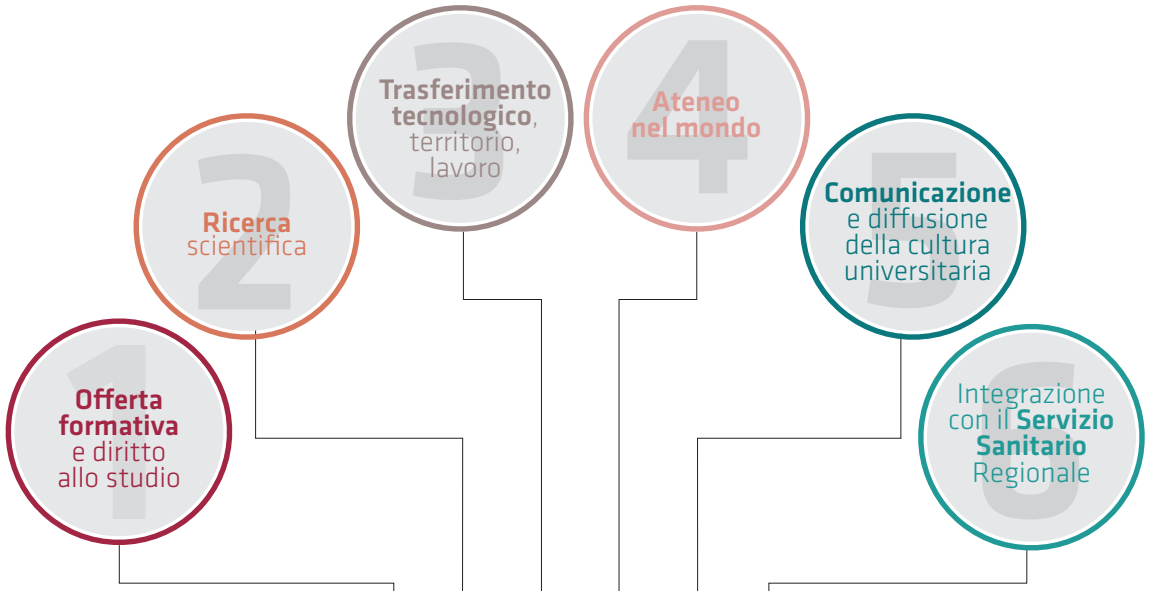 1
Offerta
formativa
e diritto
allo studio
2
Ricerca
scientifica
3
Trasferimento
tecnologico,
territorio,
lavoro
4
Ateneo
nel mondo
5
Comunicazione
e diffusione
della cultura
universitaria
6
Integrazione
con il Servizio
Sanitario
Regionale